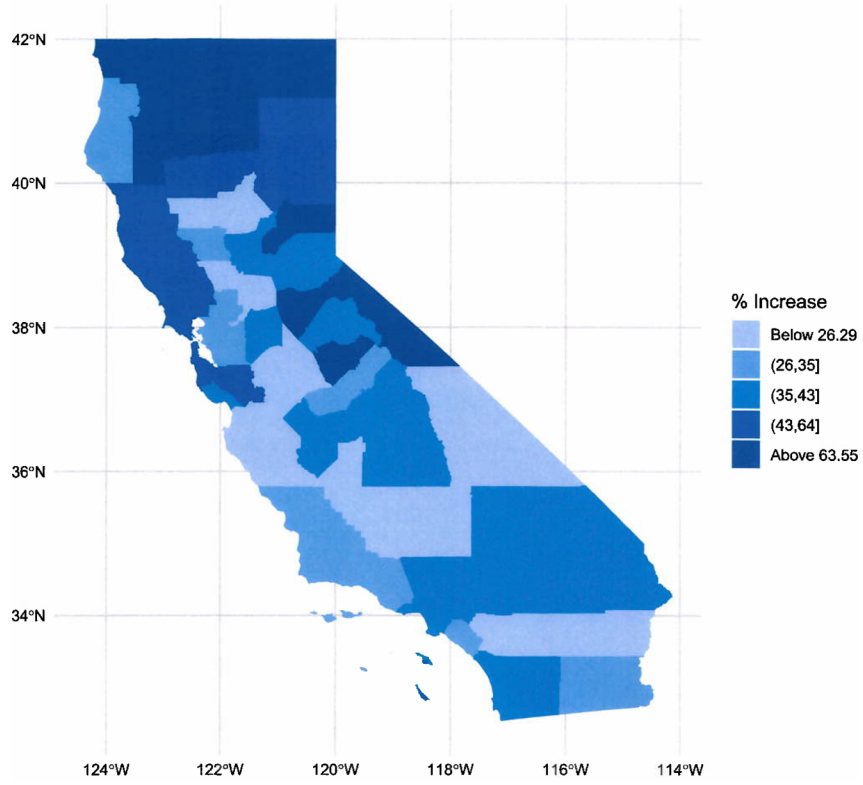 42°N
40°N
38°N
36°N
34°N
124°W 122°W 120°W 118°W 116°W 114°W
% Increase
Below 26.29
(26,35]
(35,43]
(43,64]
Above 63.55